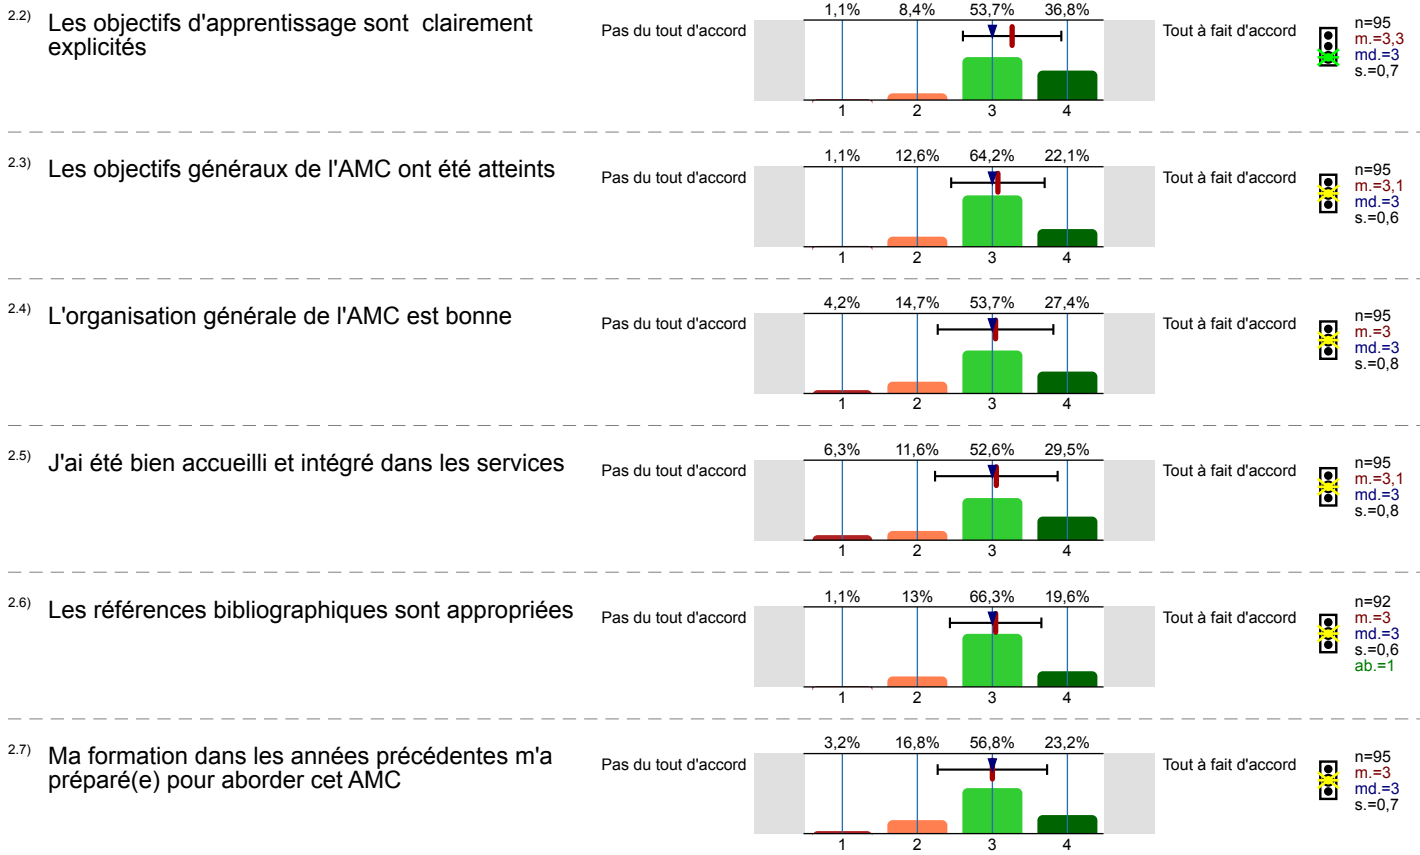 2.2) Les objectifs d'apprentissage sont  clairement
explicités
Pas du tout d'accord
1,1% 8,4% 53,7% 36,8%
1 2 3 4
Tout à fait d'accord
n=95
m.=3,3
md.=3
s.=0,7
2.3) Les objectifs généraux de l'AMC ont été atteints
Pas du tout d'accord
1,1% 12,6% 64,2% 22,1%
1 2 3 4
Tout à fait d'accord
n=95
m.=3,1
md.=3
s.=0,6
2.4) L'organisation générale de l'AMC est bonne
Pas du tout d'accord
4,2% 14,7% 53,7% 27,4%
1 2 3 4
Tout à fait d'accord
n=95
m.=3
md.=3
s.=0,8
2.5) J'ai été bien accueilli et intégré dans les services
Pas du tout d'accord
6,3% 11,6% 52,6% 29,5%
1 2 3 4
Tout à fait d'accord
n=95
m.=3,1
md.=3
s.=0,8
2.6) Les références bibliographiques sont appropriées
Pas du tout d'accord
1,1% 13% 66,3% 19,6%
1 2 3 4
Tout à fait d'accord
n=92
m.=3
md.=3
s.=0,6
ab.=1
2.7) Ma formation dans les années précédentes m'a
préparé(e) pour aborder cet AMC
Pas du tout d'accord
3,2% 16,8% 56,8% 23,2%
1 2 3 4
Tout à fait d'accord
n=95
m.=3
md.=3
s.=0,7